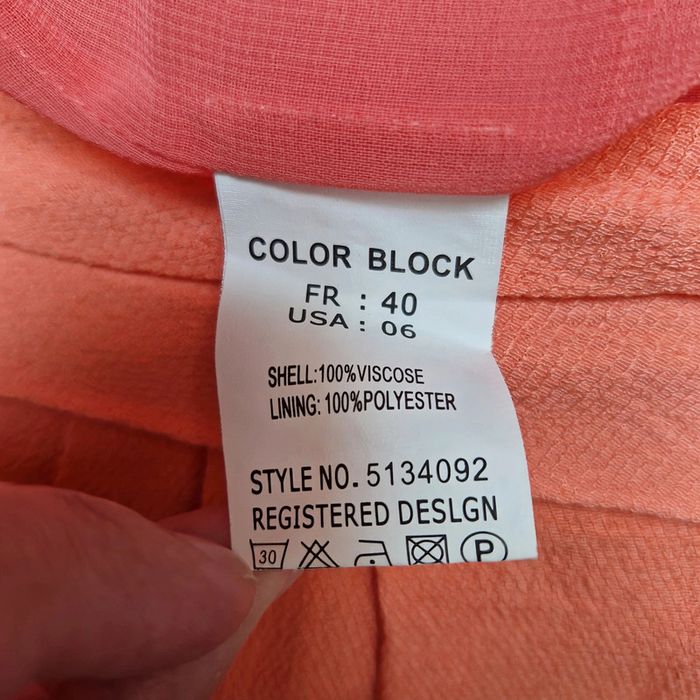 COLOR BLOCK
FR : 40
USA : 06
SHELL:100%VISCOSE
LINING: 100%POLYESTER
STYLE NO. 5134092
REGISTERED DESLGN
30 P